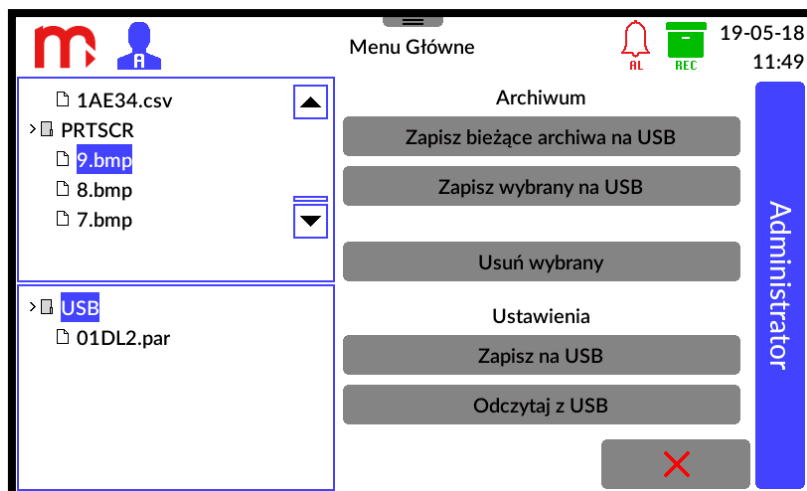 A
Menu Główne
AL
REC
19-05-18
11:49
1AE34.csv
PRTSCR
9.bmp
8.bmp
7.bmp
USB
01DL2.par
Archiwum
Zapisz bieżące archiwa na USB
Zapisz wybrany na USB
Usuń wybrany
Ustawienia
Zapisz na USB
Odczytaj z USB
Administrator